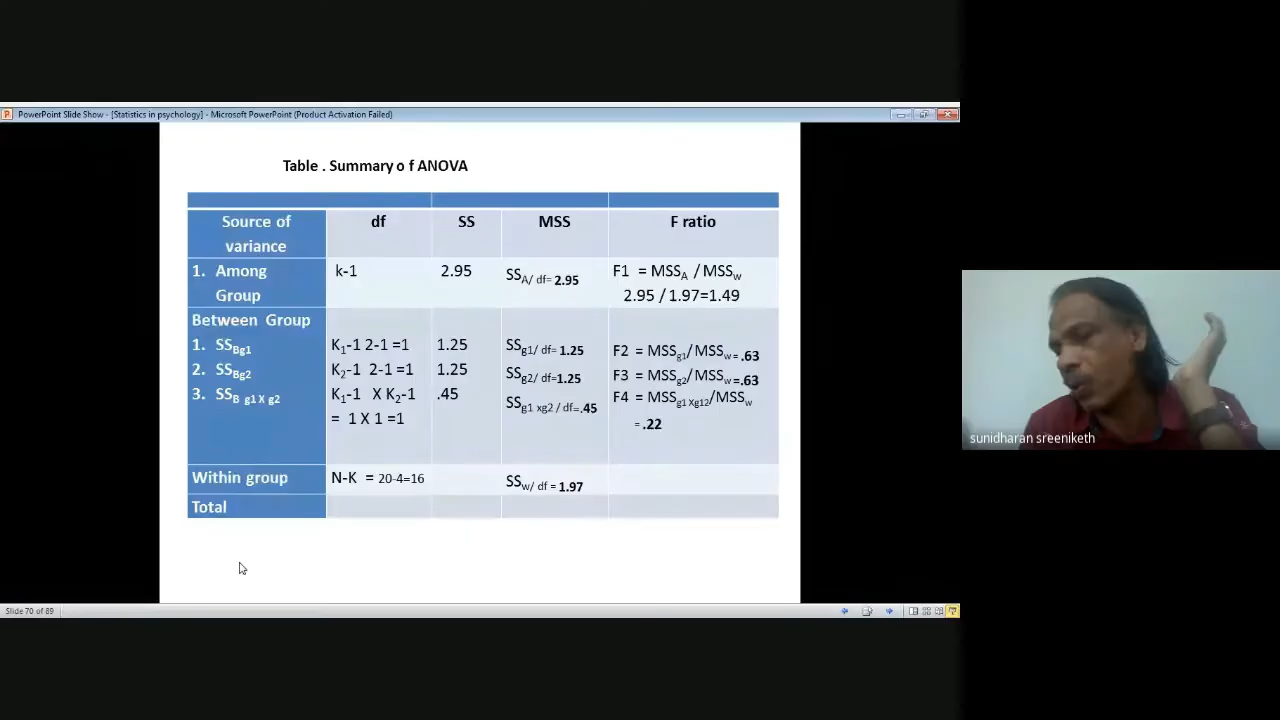 PowerPoint Slide Show - [Statistics in psychology] - Microsoft PowerPoint (Product Activation Failed)
Table . Summary o f ANOVA
Source of variance df SS MSS F ratio
1. Among Group k-1 2.95 SSA/ df= 2.95 F1 = MSSA / MSSw
2.95 / 1.97=1.49
Between Group
1. SSBg1 K1-1 2-1 =1 1.25 SSg1/ df= 1.25 F2 = MSSg1/ MSSw = .63
2. SSBg2 K2-1 2-1 =1 1.25 SSg2/ df=1.25 F3 = MSSg2/ MSSw =.63
3. SSB g1 X g2 K1-1 X K2-1 .45 SSg1 xg2 / df=.45 F4 = MSSg1 Xg12/MSSw
= 1 X 1 =1 = .22
Within group N-K = 20-4=16 SSw/ df = 1.97
Total
sunidharan sreeniketh
Slide 70 of 89